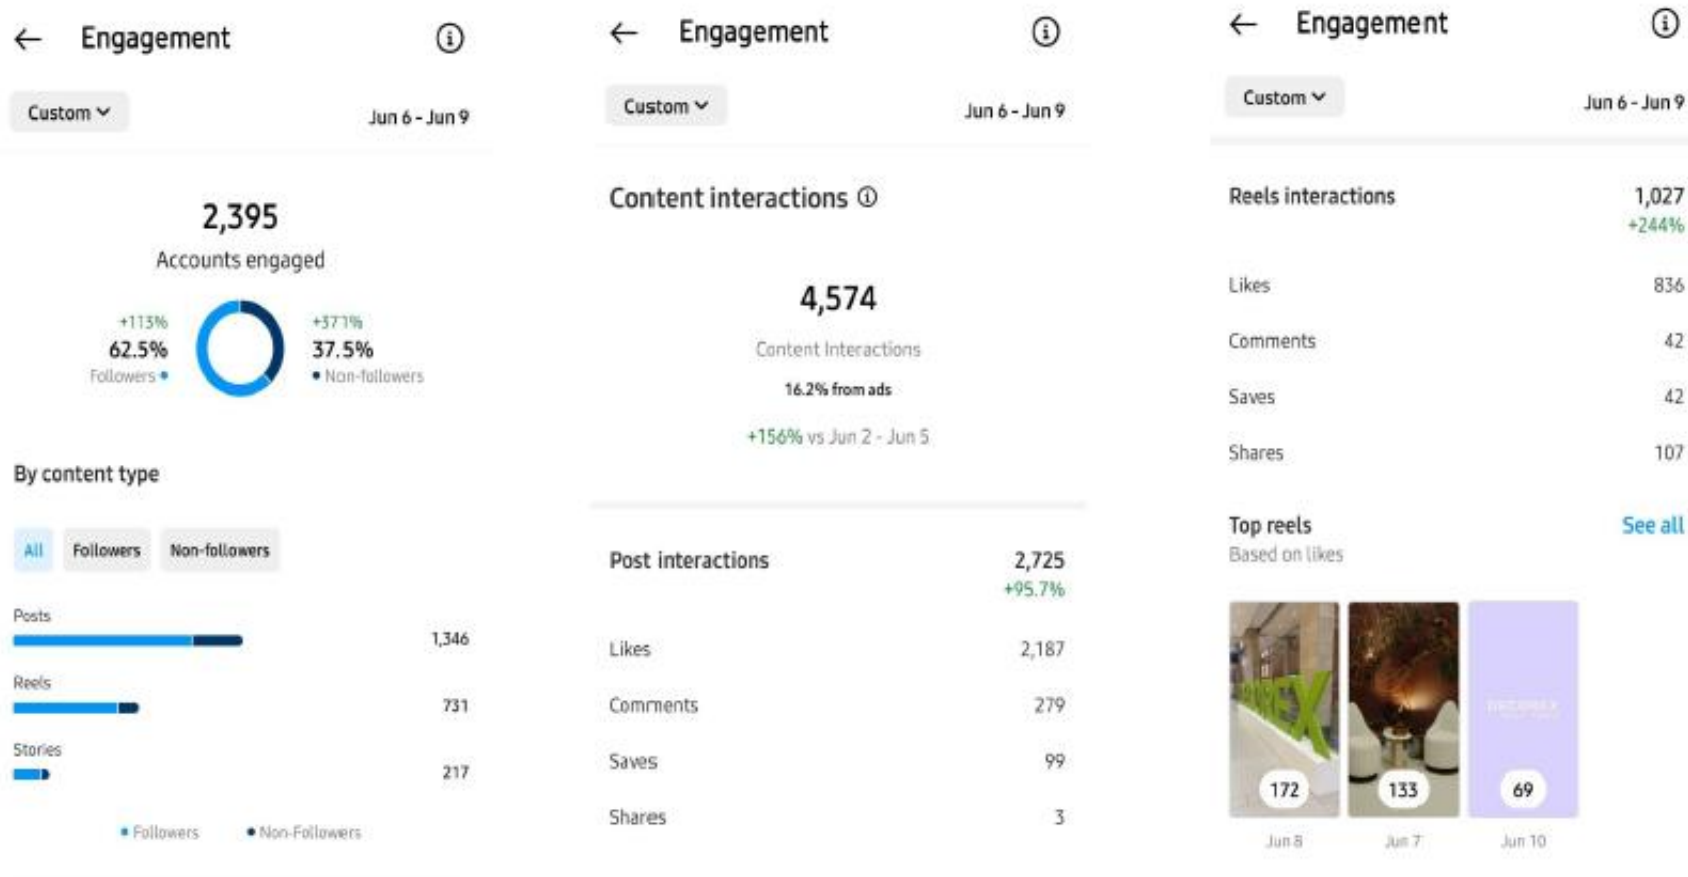 Engagement
Custom
Jun 6 - Jun 9
2,395
Accounts engaged
+113%
62.5%
Followers
+371%
37.5%
Non-followers
By content type
All
Followers
Non-followers
Posts
1,346
Reels
731
Stories
217
Followers
Non-Followers
Engagement
Custom
Jun 6 - Jun 9
Content interactions
4,574
Content Interactions
16.2% from ads
+156% vs Jun 2 - Jun 5
Post interactions
2,725
+95.7%
Likes
2,187
Comments
279
Saves
99
Shares
3
Engagement
Custom
Jun 6 - Jun 9
Reels interactions
1,027
+244%
Likes
836
Comments
42
Saves
42
Shares
107
Top reels
See all
Based on likes
172
133
69
Jun 8
Jun 7
Jun 10